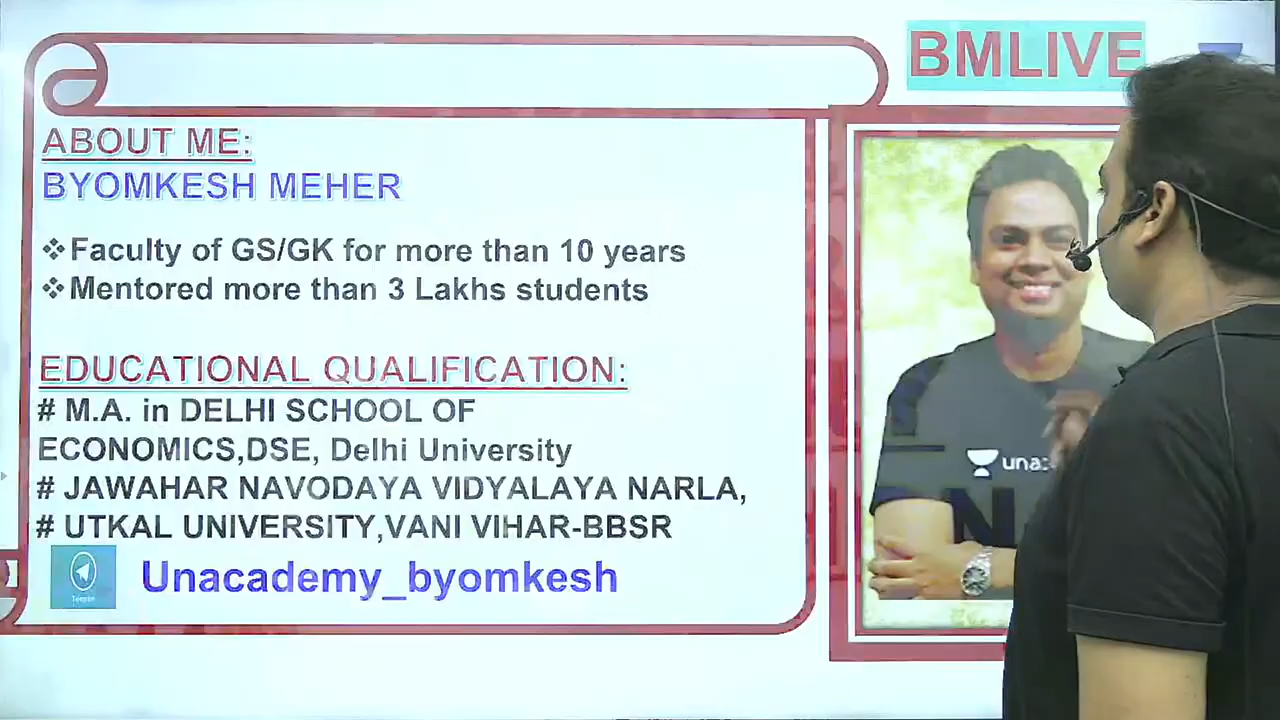 BMLIVE
ABOUT ME:
BYOMKESH MEHER
❖Faculty of GS/GK for more than 10 years
❖Mentored more than 3 Lakhs students
EDUCATIONAL QUALIFICATION:
# M.A. in DELHI SCHOOL OF
ECONOMICS,DSE, Delhi University
# JAWAHAR NAVODAYA VIDYALAYA NARLA,
# UTKAL UNIVERSITY,VANI VIHAR-BBSR
Unacademy_byomkesh